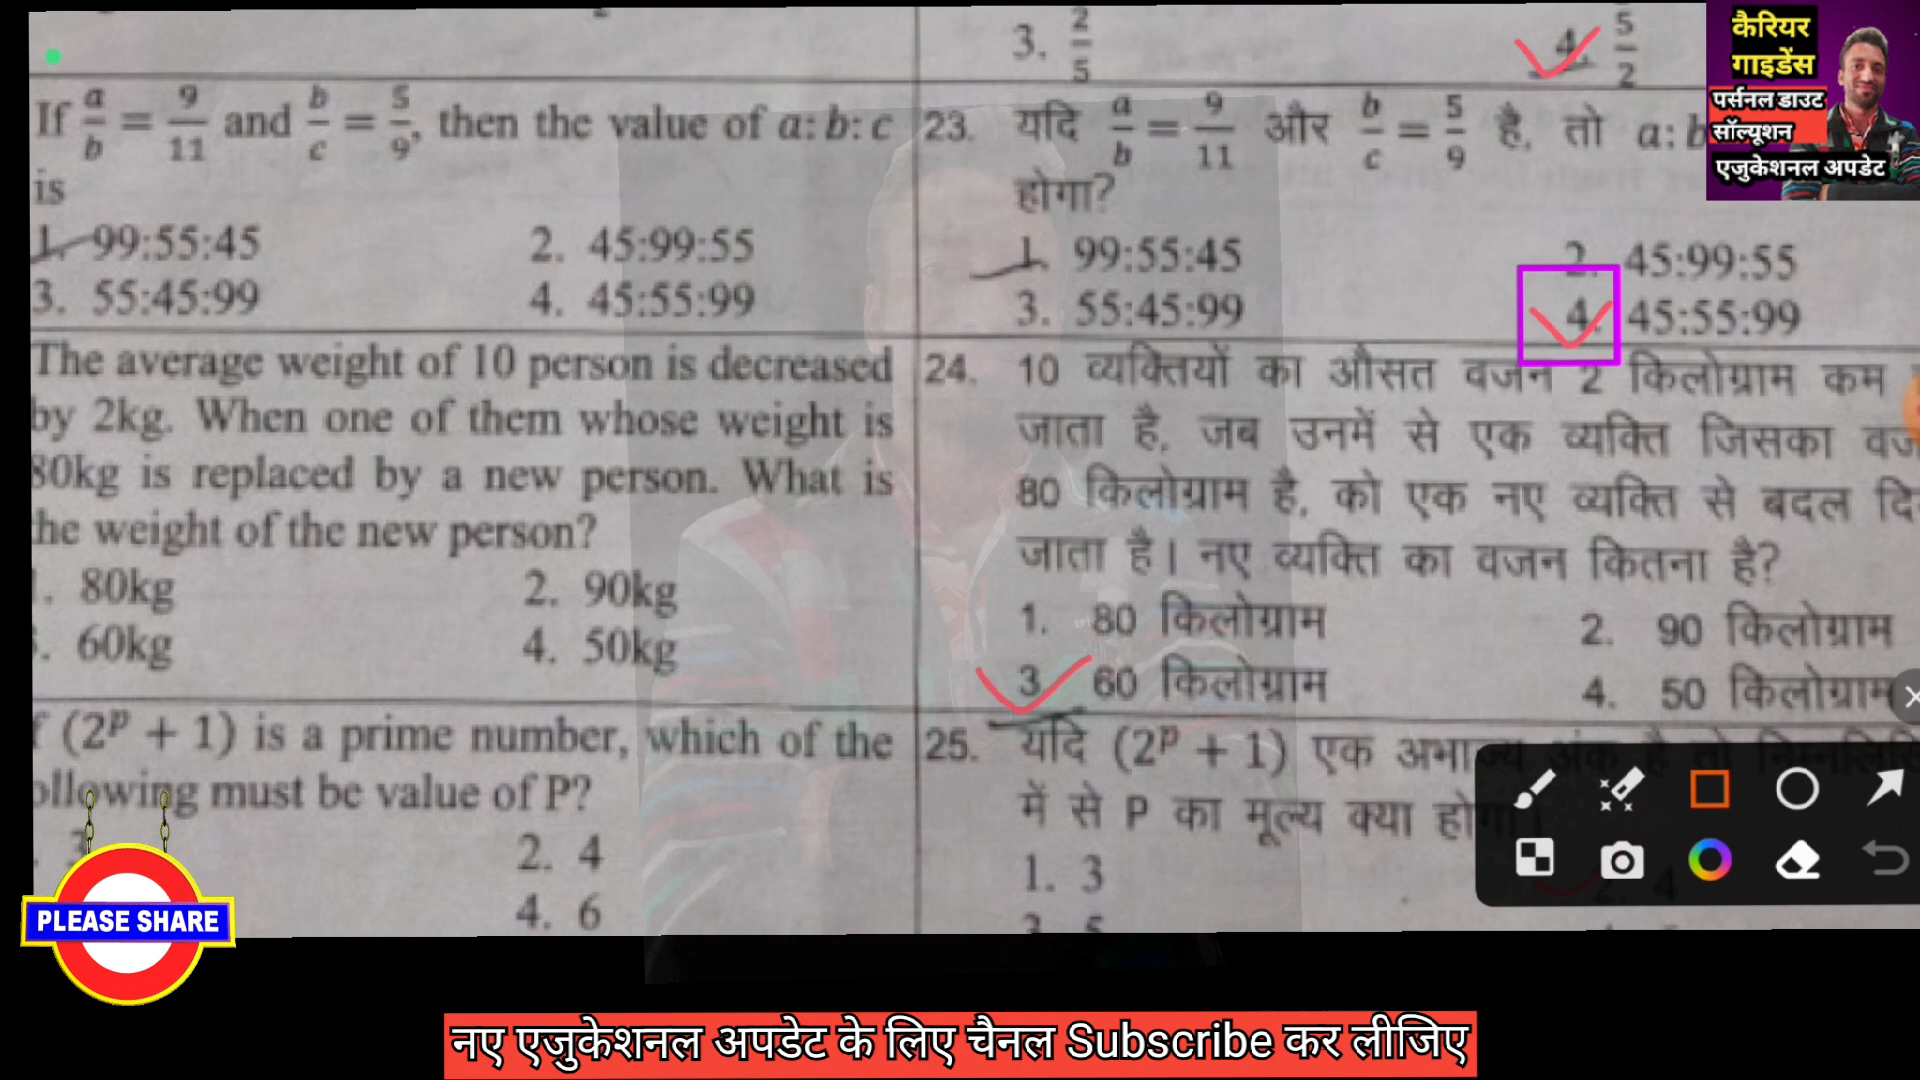 3. 2/5
4. 5/2
If a/b = 9/11 and b/c = 5/9, then the value of a:b:c
is
1. 99:55:45 2. 45:99:55
3. 55:45:99 4. 45:55:99
The average weight of 10 person is decreased
by 2kg. When one of them whose weight is
80kg is replaced by a new person. What is
he weight of the new person?
. 80kg 2. 90kg
. 60kg 4. 50kg
(2ᵖ + 1) is a prime number, which of the
ollowing must be value of P?
3
2. 4
4. 6
23. यदि a/b = 9/11 और b/c = 5/9 है, तो a:b
होगा?
1. 99:55:45 2. 45:99:55
3. 55:45:99 4. 45:55:99
24. 10 व्यक्तियों का औसत वजन 2 किलोग्राम कम
जाता है, जब उनमें से एक व्यक्ति जिसका वज
80 किलोग्राम है, को एक नए व्यक्ति से बदल दि
जाता है। नए व्यक्ति का वजन कितना है?
1. 80 किलोग्राम 2. 90 किलोग्राम
3 60 किलोग्राम 4. 50 किलोग्राम
25. यदि (2ᵖ + 1) एक अभाज्य अंक है तो
में से P का मूल्य क्या होगा
1. 3
2. 4
कैरियर
गाइडेंस
पर्सनल डाउट
सॉल्यूशन
एजुकेशनल अपडेट
PLEASE SHARE
नए एजुकेशनल अपडेट के लिए चैनल Subscribe कर लीजिए